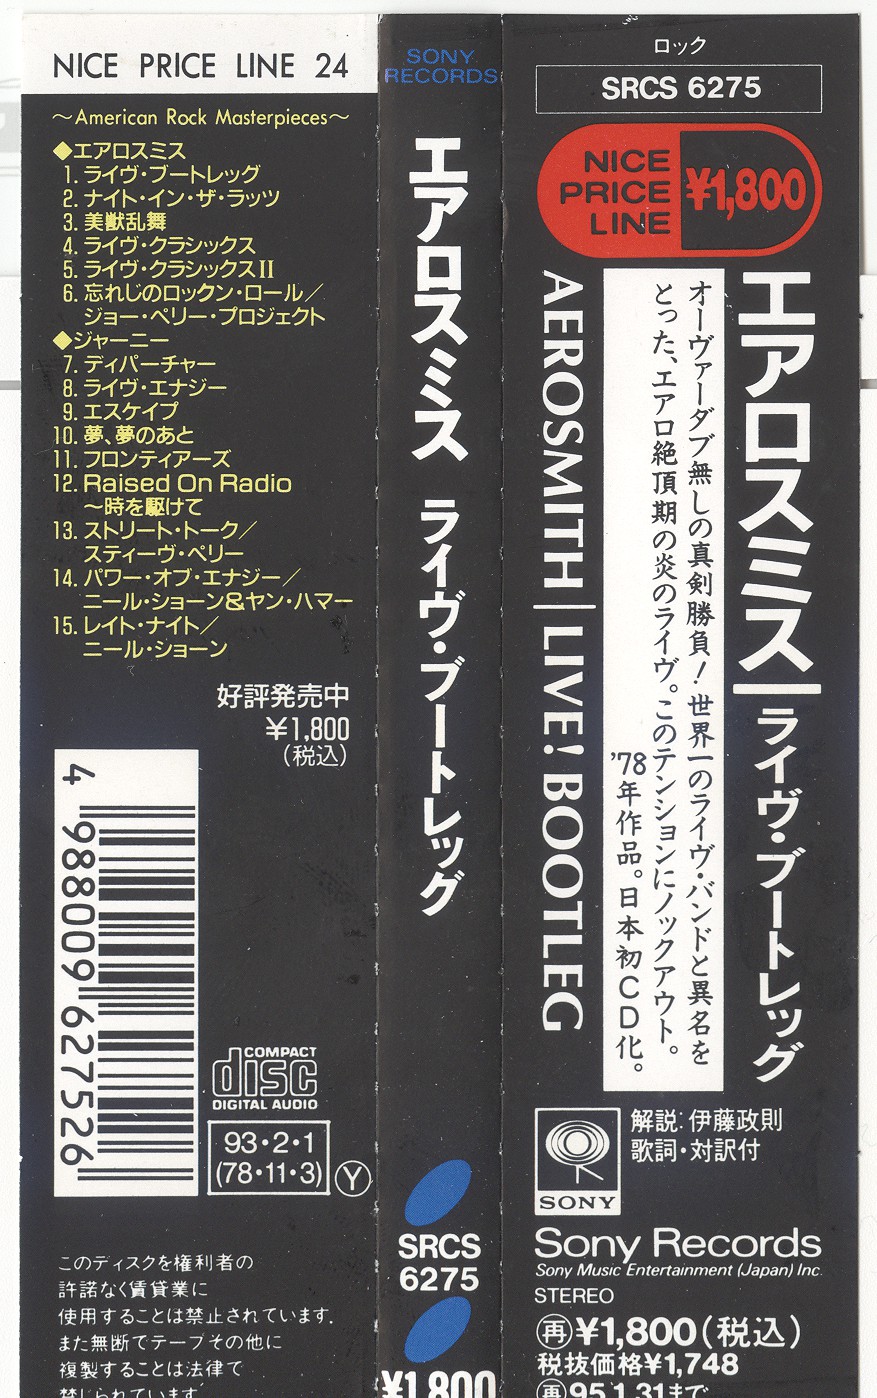 NICE PRICE LINE 24
〜American Rock Masterpieces〜
◆エアロスミス
1. ライヴ・ブートレッグ
2. ナイト・イン・ザ・ラッツ
3. 美獣乱舞
4. ライヴ・クラシックス
5. ライヴ・クラシックスII
6. 忘れじのロックン・ロール／
ジョー・ペリー・プロジェクト
◆ジャーニー
7. ディパーチャー
8. ライヴ・エナジー
9. エスケイプ
10. 夢、夢のあと
11. フロンティアーズ
12. Raised On Radio
〜時を駆けて
13. ストリート・トーク／
スティーヴ・ペリー
14. パワー・オブ・エナジー／
ニール・ショーン&ヤン・ハマー
15. レイト・ナイト／
ニール・ショーン
好評発売中
¥1,800
(税込)
4 988009 627526
COMPACT
disc
DIGITAL AUDIO
93・2・1
(78・11・3)
Y
このディスクを権利者の
許諾なく賃貸業に
使用することは禁止されています.
また無断でテープその他に
複製することは法律で
禁じられています.
SONY
RECORDS
エアロスミス ライヴ・ブートレッグ
SRCS
6275
¥1,800
ロック
SRCS 6275
NICE
PRICE
LINE
¥1,800
エアロスミス|ライヴ・ブートレッグ
オーヴァーダブ無しの真剣勝負！世界一のライヴ・バンドと異名を
とった、エアロ絶頂期の炎のライヴ。このテンションにノックアウト。
'78年作品。日本初CD化。
AEROSMITH|LIVE! BOOTLEG
SONY
解説：伊藤政則
歌詞・対訳付
Sony Records
Sony Music Entertainment (Japan) Inc.
STEREO
再¥1,800(税込)
税抜価格¥1,748
再95.1.31まで